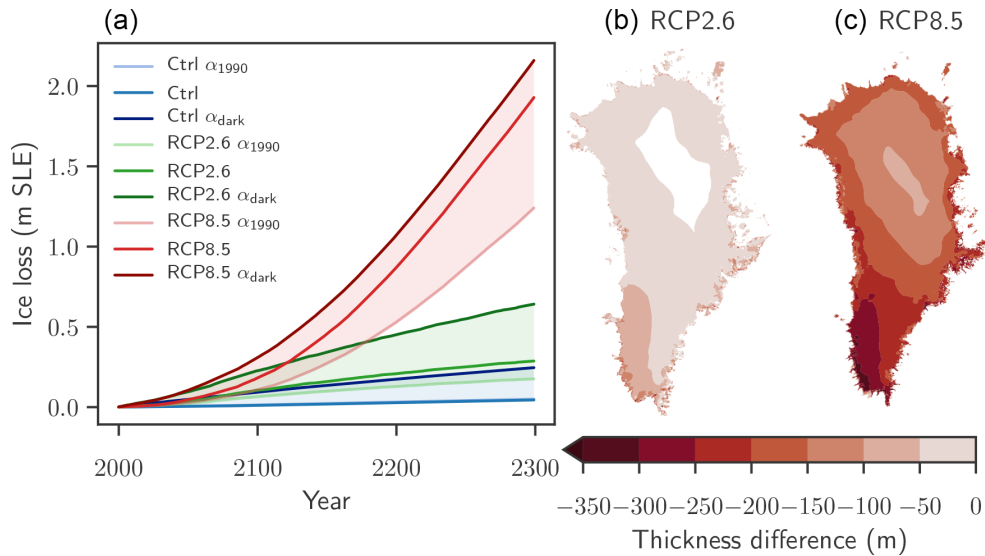 (a)
(b) RCP2.6
(c) RCP8.5
Ice loss (m SLE)
2.0
1.5
1.0
0.5
0.0
Ctrl α1990
Ctrl
Ctrl αdark
RCP2.6 α1990
RCP2.6
RCP2.6 αdark
RCP8.5 α1990
RCP8.5
RCP8.5 αdark
2000 2100 2200 2300
Year
−350 −300 −250 −200 −150 −100 −50 0
Thickness difference (m)